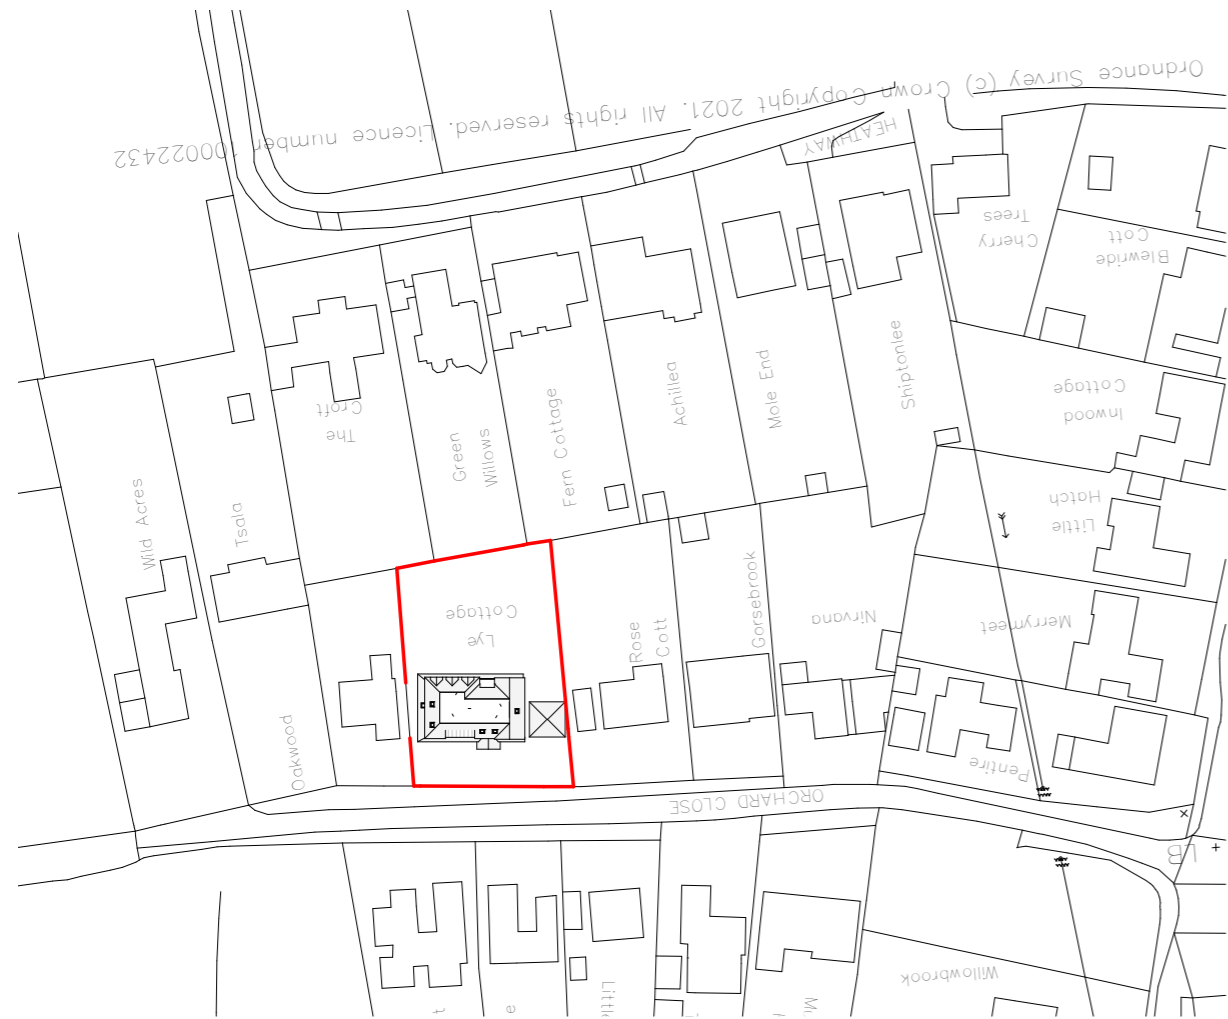 Ordnance Survey (c) Crown Copyright 2021. All rights reserved. Licence numbe 100022432
HEATHWAY
Cherry
Trees
Blewride
Cott
The
Croft
Green
Willows
Fern Cottage
Achillea
Mole End
Shiptonlee
Inwood
Cottage
Wild Acres
Tsala
Little
Hatch
Lye
Cottage
Rose
Cott
Gorsebrook
Nirvana
Merrymeet
Oakwood
Pentire
ORCHARD CLOSE
LB
Willowbrook